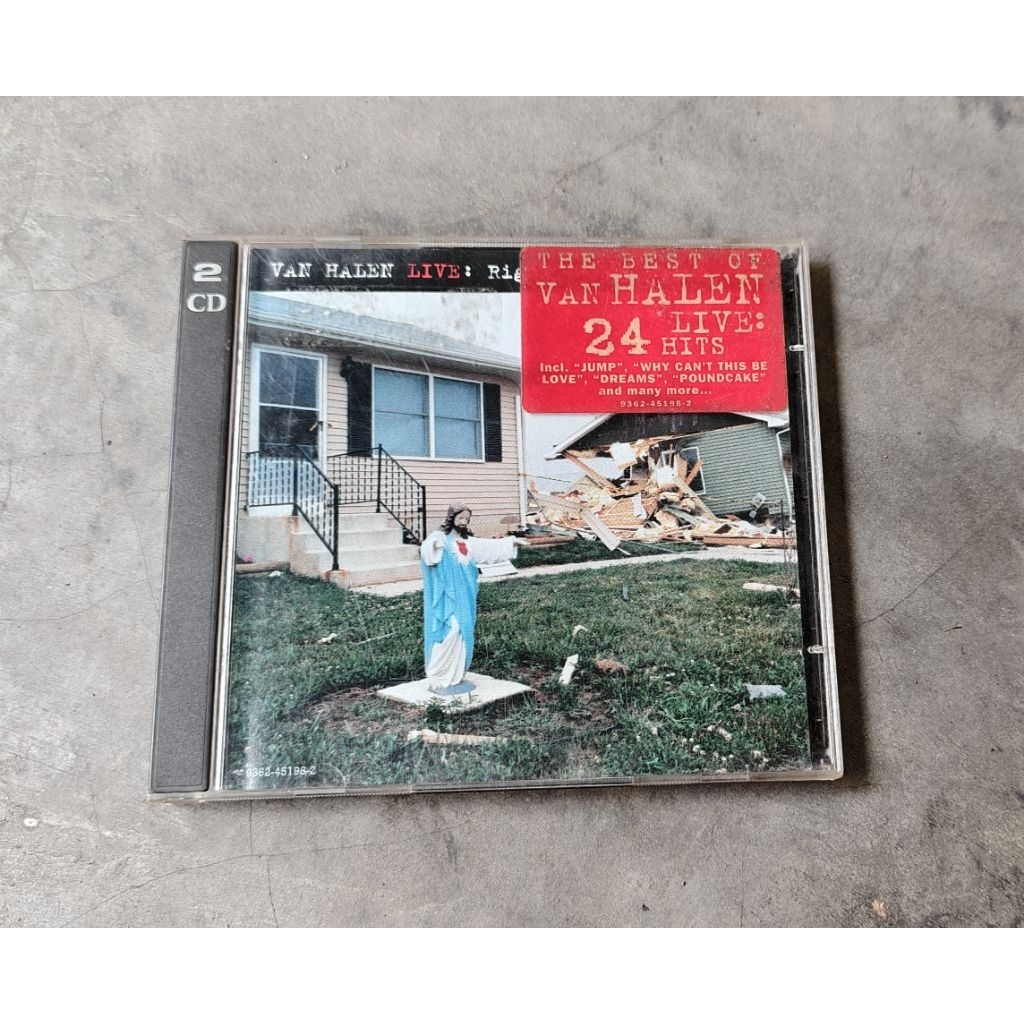 2
CD
VAN HALEN LIVE: Rig
THE BEST OF
VAN HALEN
24 LIVE:
HITS
Incl. "JUMP", "WHY CAN'T THIS BE
LOVE", "DREAMS", "POUNDCAKE"
and many more...
9362-45198-2
9362-45198-2